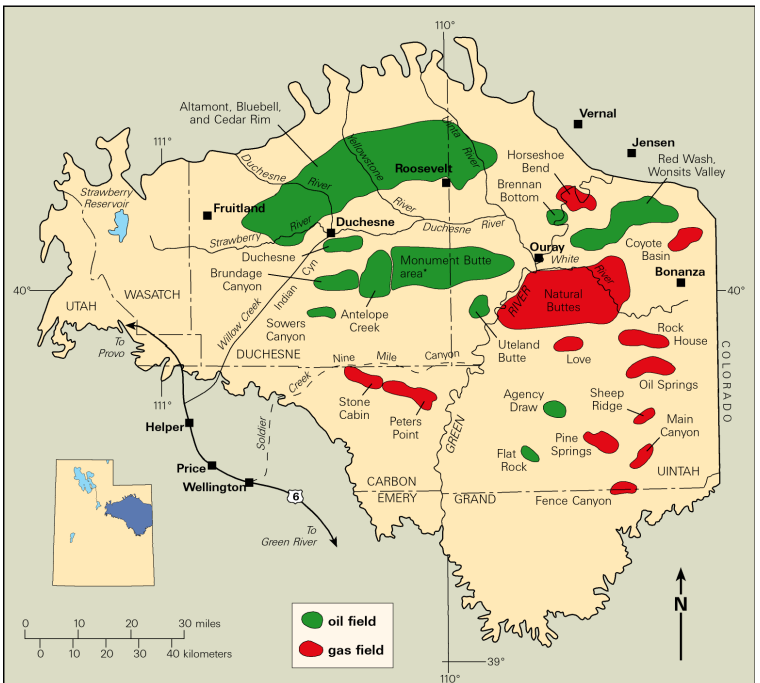 110°
Vernal
Altamont, Bluebell,
and Cedar Rim
Uinta
River
Jensen
111°
Yellowstone
River
Horseshoe
Bend
Red Wash,
Wonsits Valley
Duchesne
River
Roosevelt
Brennan
Bottom
Strawberry
Reservoir
Fruitland
Strawberry
River
Duchesne
Duchesne River
Ouray
White
River
Coyote
Basin
Duchesne
Brundage
Canyon
Monument Butte
area*
Bonanza
40°
40°
UTAH
WASATCH
Willow Creek
Indian Cyn
Antelope
Creek
Sowers
Canyon
Natural
Buttes
GREEN
RIVER
Uteland
Butte
Rock
House
Love
To
Provo
DUCHESNE
Nine Mile Canyon
Creek
Soldier
Oil Springs
COLORADO
111°
Stone
Cabin
Peters
Point
Agency
Draw
Sheep
Ridge
Main
Canyon
Helper
Flat
Rock
Pine
Springs
Price
Wellington
UINTAH
CARBON
EMERY
GRAND
Fence Canyon
6
To
Green River
N
oil field
gas field
0 10 20 30 miles
0 10 20 30 40 kilometers
39°
110°